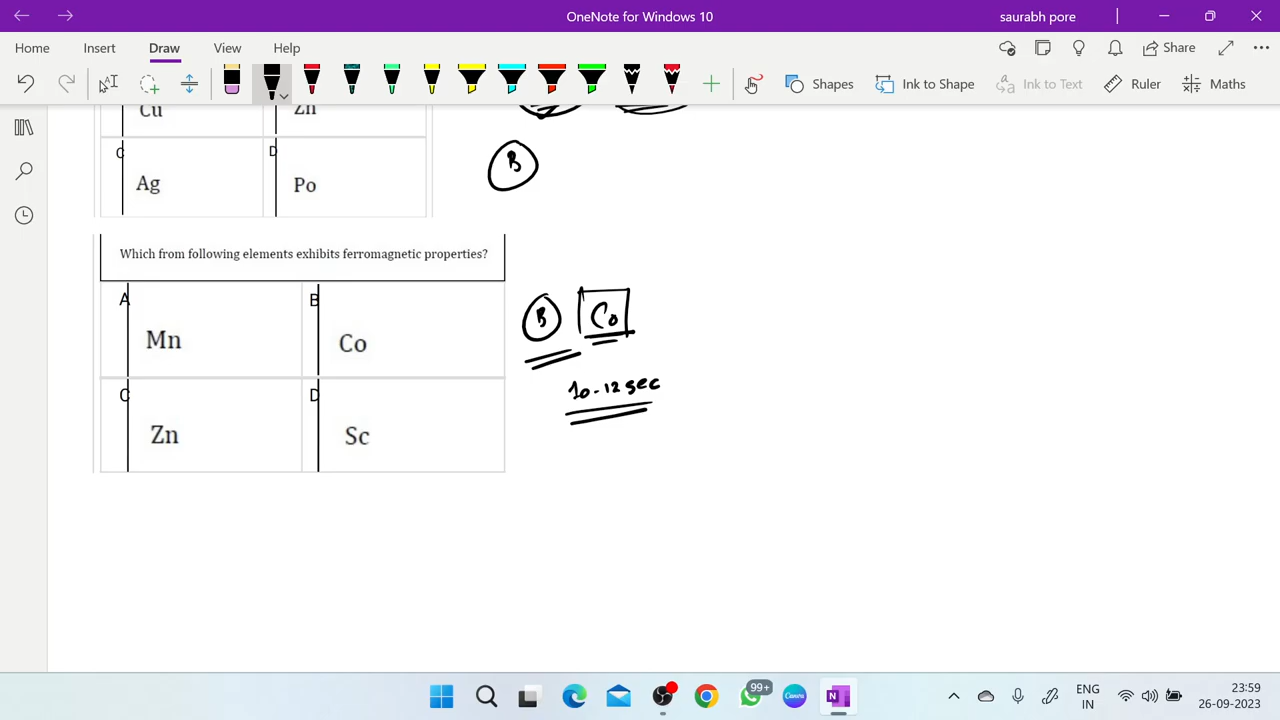 OneNote for Windows 10
saurabh pore
Home Insert Draw View Help
Share
Shapes Ink to Shape Ink to Text Ruler Maths
Cu Zn
C D
Ag Po
B
Which from following elements exhibits ferromagnetic properties?
A B
Mn Co
B Co
10-12 sec
C D
Zn Sc
99+
ENG
IN
23:59
26-09-2023